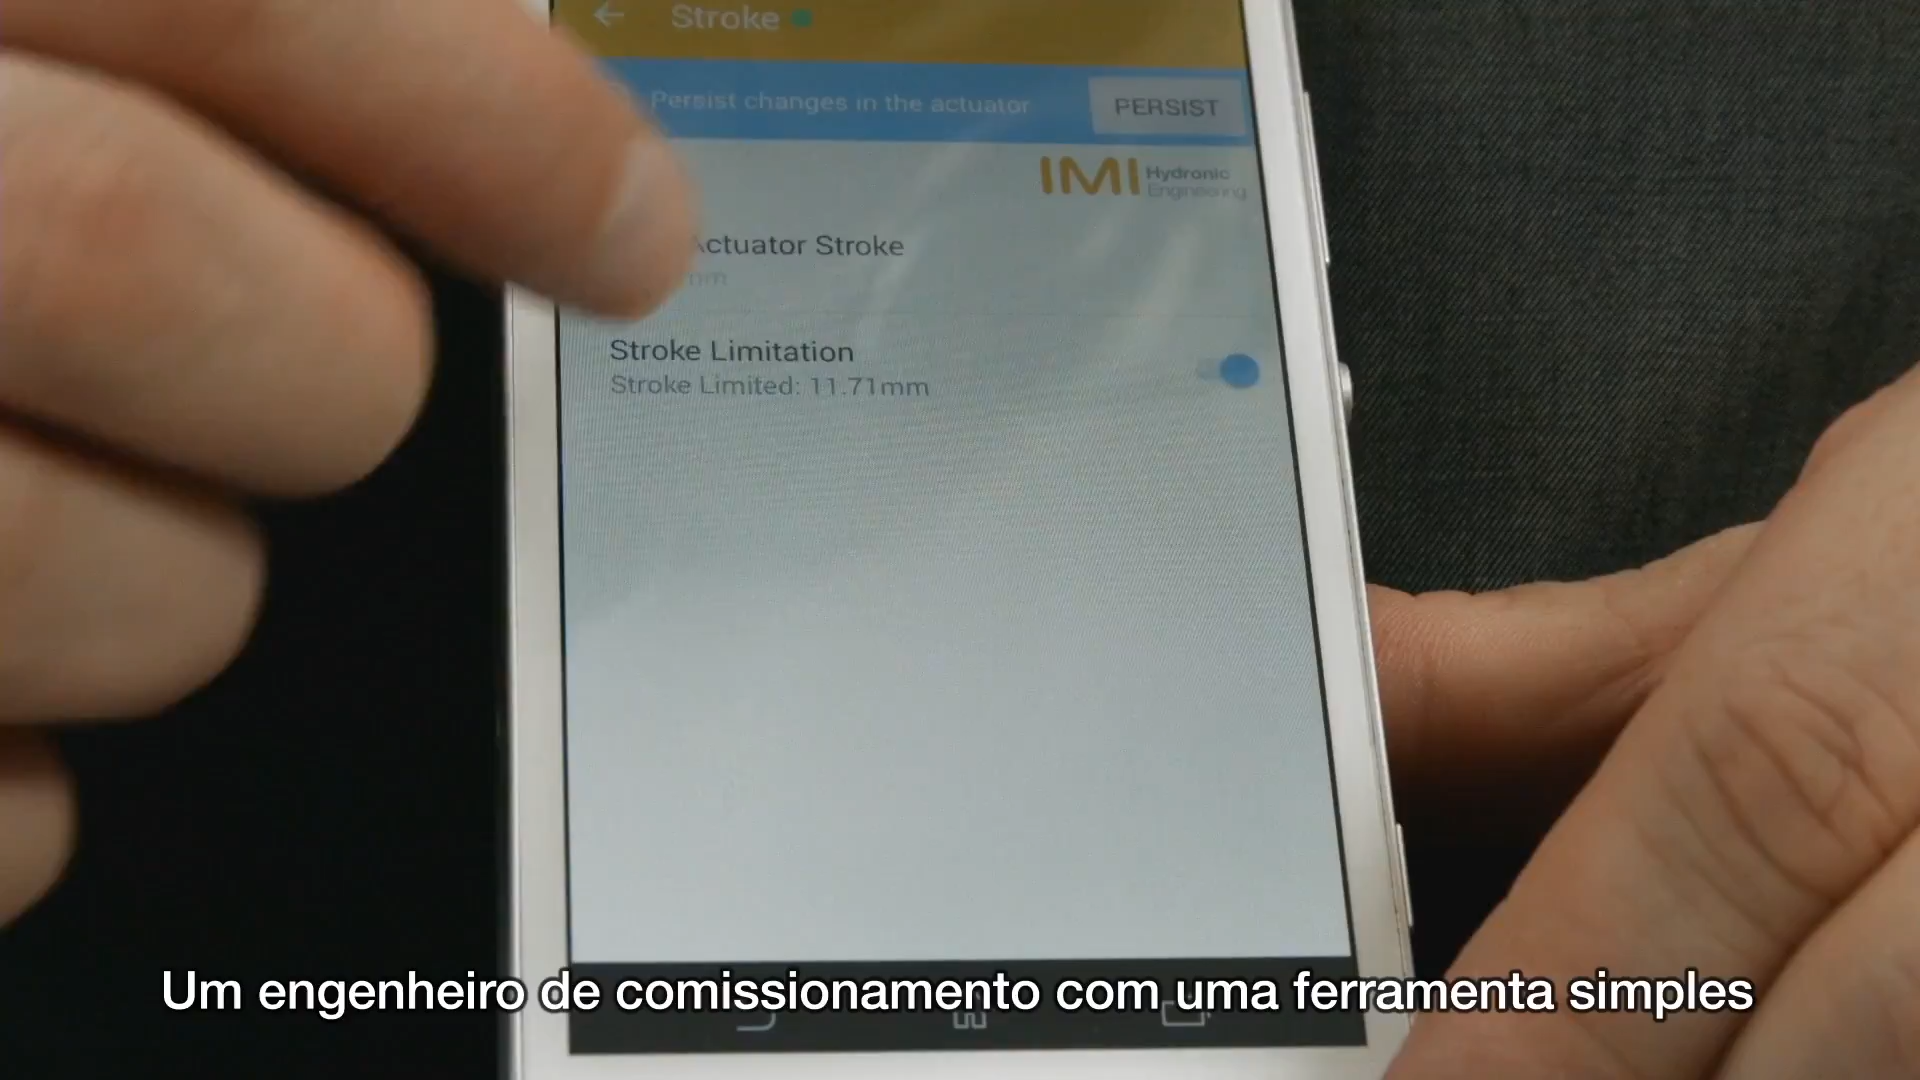 Stroke
Persist changes in the actuator
PERSIST
IMI Hydronic
Engineering
Actuator Stroke
mm
Stroke Limitation
Stroke Limited: 11.71mm
Um engenheiro de comissionamento com uma ferramenta simples